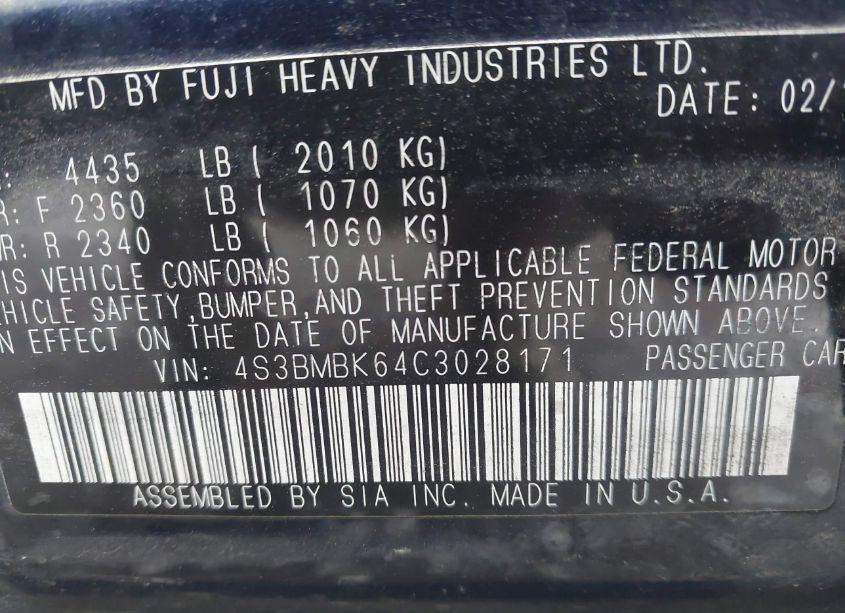 MFD BY FUJI HEAVY INDUSTRIES LTD.
DATE: 02/
4435 LB ( 2010 KG)
R: F 2360 LB ( 1070 KG)
R: R 2340 LB ( 1060 KG)
IS VEHICLE CONFORMS TO ALL APPLICABLE FEDERAL MOTOR
HICLE SAFETY,BUMPER,AND THEFT PREVENTION STANDARDS
N EFFECT ON THE DATE OF MANUFACTURE SHOWN ABOVE.
VIN: 4S3BMBK64C3028171 PASSENGER CAR
ASSEMBLED BY SIA INC. MADE IN U.S.A.